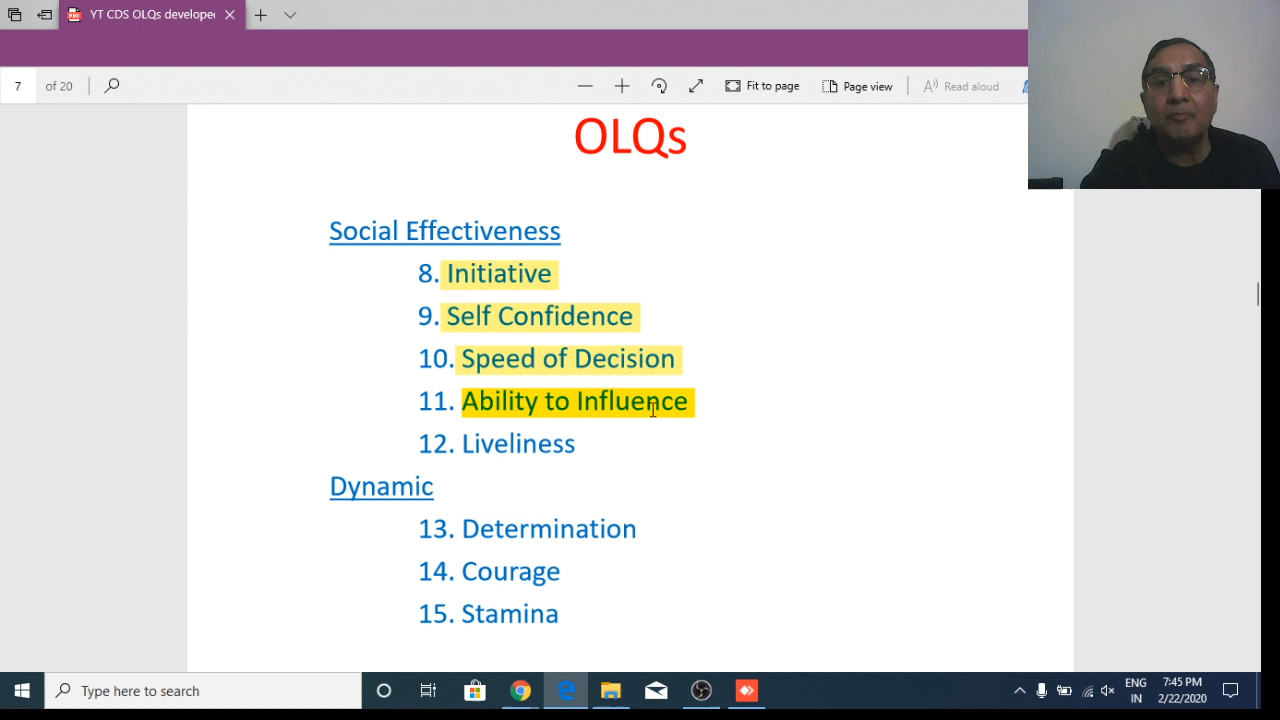 YT CDS OLQs develope
7 of 20
Fit to page
Page view
Read aloud
OLQs
Social Effectiveness
8. Initiative
9. Self Confidence
10. Speed of Decision
11. Ability to Influence
12. Liveliness
Dynamic
13. Determination
14. Courage
15. Stamina
Type here to search
ENG
IN
7:45 PM
2/22/2020